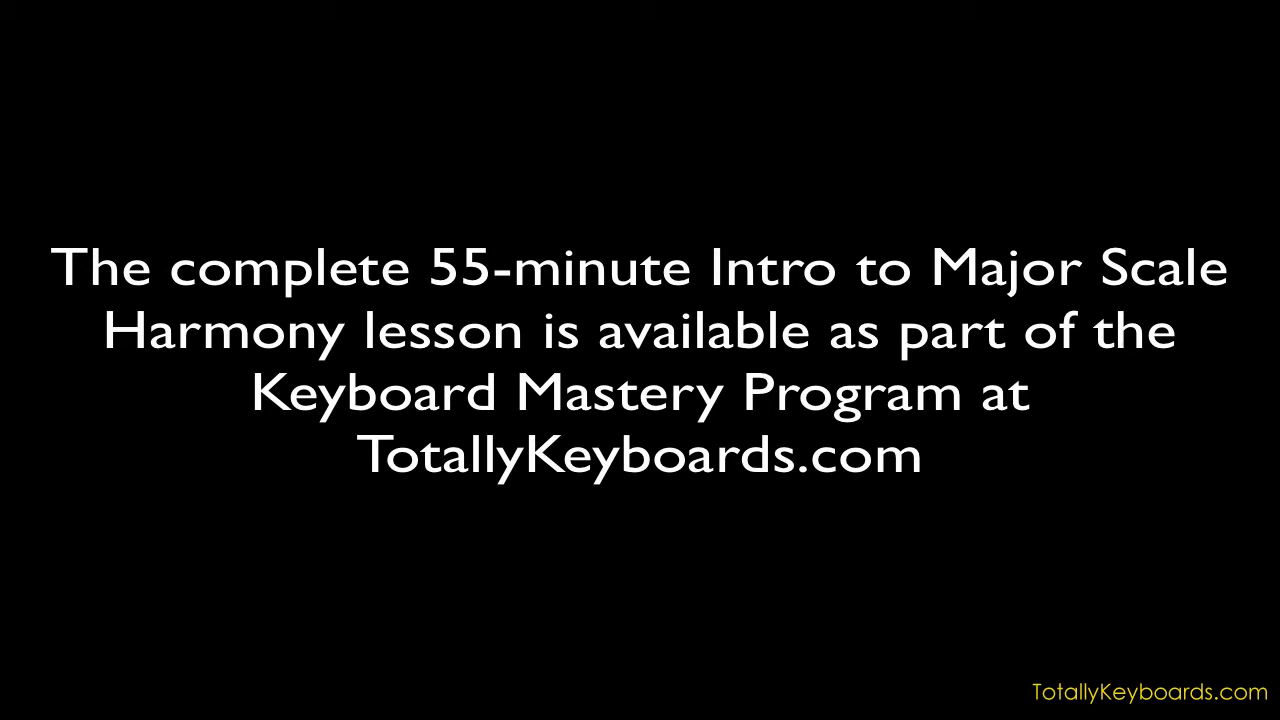 The complete 55-minute Intro to Major Scale
Harmony lesson is available as part of the
Keyboard Mastery Program at
TotallyKeyboards.com
TotallyKeyboards.com